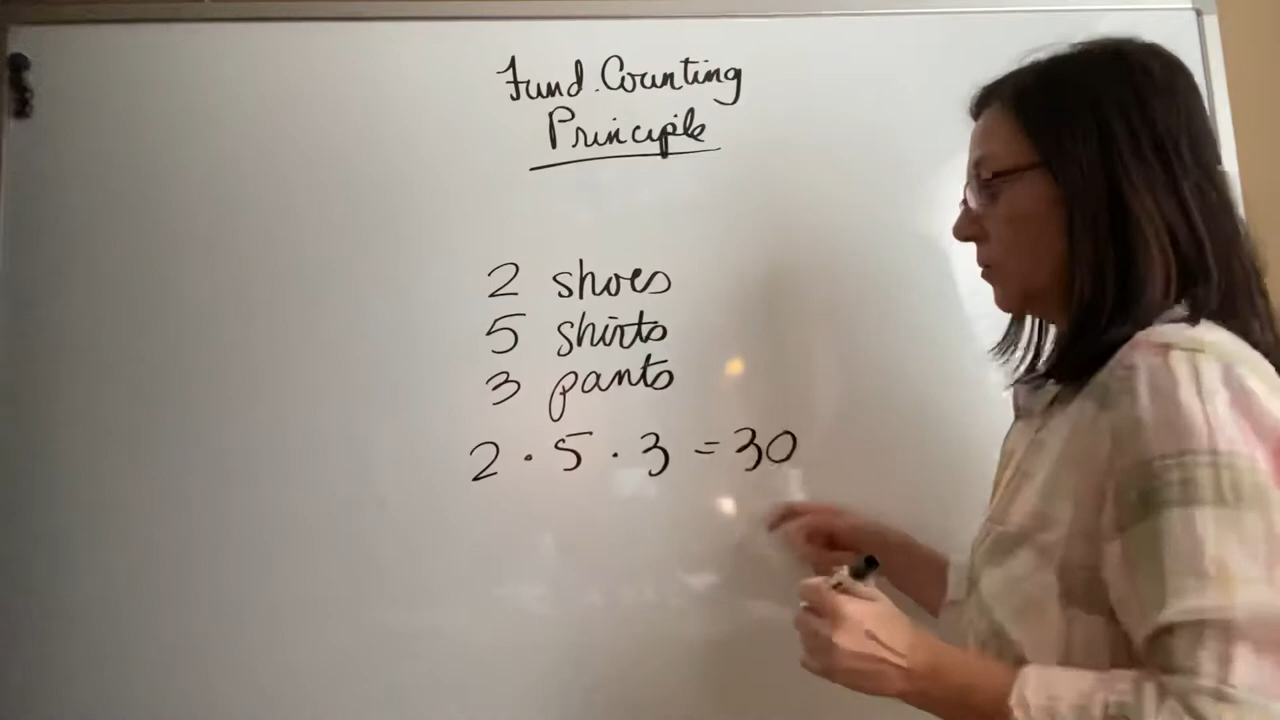 Fund. Counting
Principle
2 shoes
5 shirts
3 pants
2 · 5 · 3 = 30